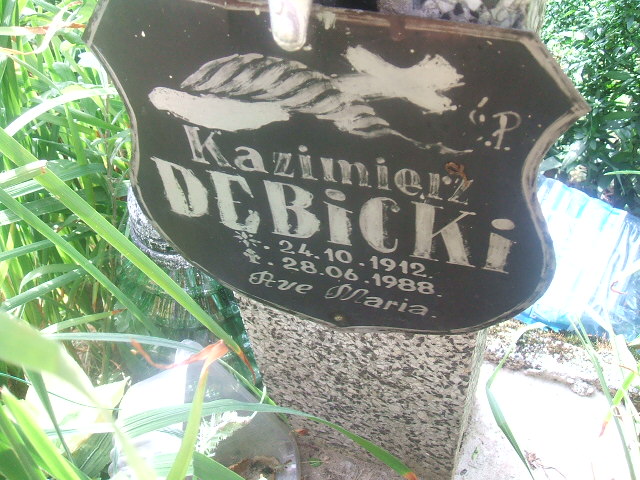 Ś.P.
Kazimierz
DĘBiCKi
*. 24.10.1912.
✝. 28.06.1988.
Ave Maria.